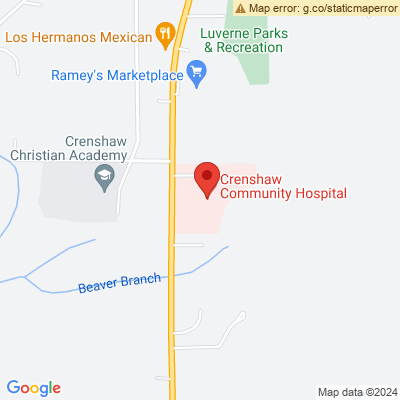 Map error: g.co/staticmaperror
Los Hermanos Mexican
Luverne Parks
& Recreation
Ramey's Marketplace
Crenshaw
Christian Academy
Crenshaw
Community Hospital
Beaver Branch
Google
Map data ©2024